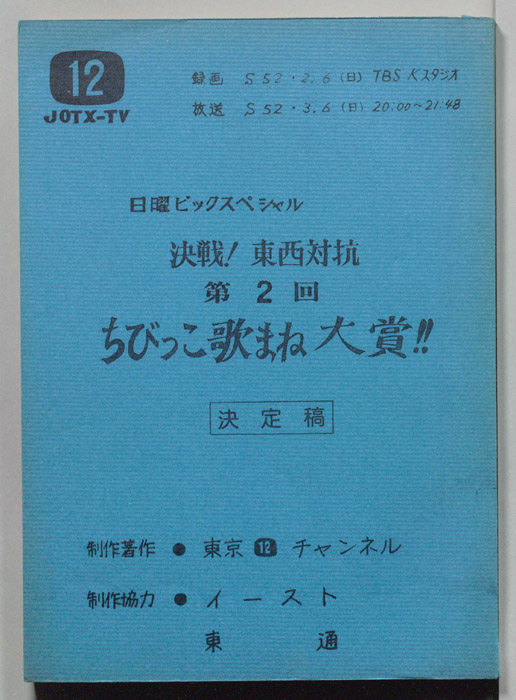 12
JOTX-TV
録画 S52・2.6(日) TBS Kスタジオ
放送 S52・3.6(日) 20:00〜21:48
日曜ビックスペシャル
決戦! 東西対抗
第2回
ちびっこ歌まね大賞!!
決定稿
制作著作 ● 東京 12 チャンネル
制作協力 ● イースト
東通